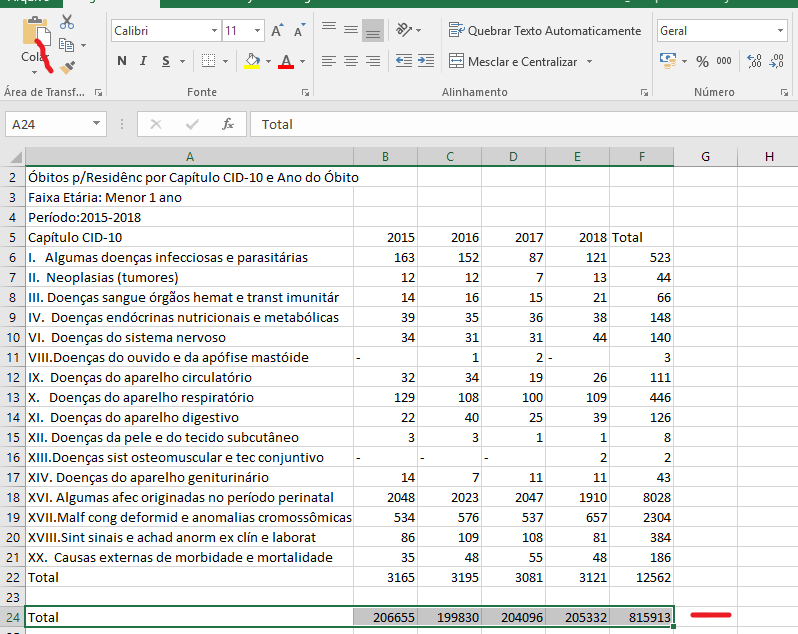 Calibri 11 A A Quebrar Texto Automaticamente Geral
Colar N I S A Mesclar e Centralizar % 000
Área de Transf... Fonte Alinhamento Número
A24 fx Total
A B C D E F G H
2 Óbitos p/Residênc por Capítulo CID-10 e Ano do Óbito
3 Faixa Etária: Menor 1 ano
4 Período:2015-2018
5 Capítulo CID-10 2015 2016 2017 2018 Total
6 I. Algumas doenças infecciosas e parasitárias 163 152 87 121 523
7 II. Neoplasias (tumores) 12 12 7 13 44
8 III. Doenças sangue órgãos hemat e transt imunitár 14 16 15 21 66
9 IV. Doenças endócrinas nutricionais e metabólicas 39 35 36 38 148
10 VI. Doenças do sistema nervoso 34 31 31 44 140
11 VIII.Doenças do ouvido e da apófise mastóide - 1 2 - 3
12 IX. Doenças do aparelho circulatório 32 34 19 26 111
13 X. Doenças do aparelho respiratório 129 108 100 109 446
14 XI. Doenças do aparelho digestivo 22 40 25 39 126
15 XII. Doenças da pele e do tecido subcutâneo 3 3 1 1 8
16 XIII.Doenças sist osteomuscular e tec conjuntivo - - - 2 2
17 XIV. Doenças do aparelho geniturinário 14 7 11 11 43
18 XVI. Algumas afec originadas no período perinatal 2048 2023 2047 1910 8028
19 XVII.Malf cong deformid e anomalias cromossômicas 534 576 537 657 2304
20 XVIII.Sint sinais e achad anorm ex clín e laborat 86 109 108 81 384
21 XX. Causas externas de morbidade e mortalidade 35 48 55 48 186
22 Total 3165 3195 3081 3121 12562
23
24 Total 206655 199830 204096 205332 815913